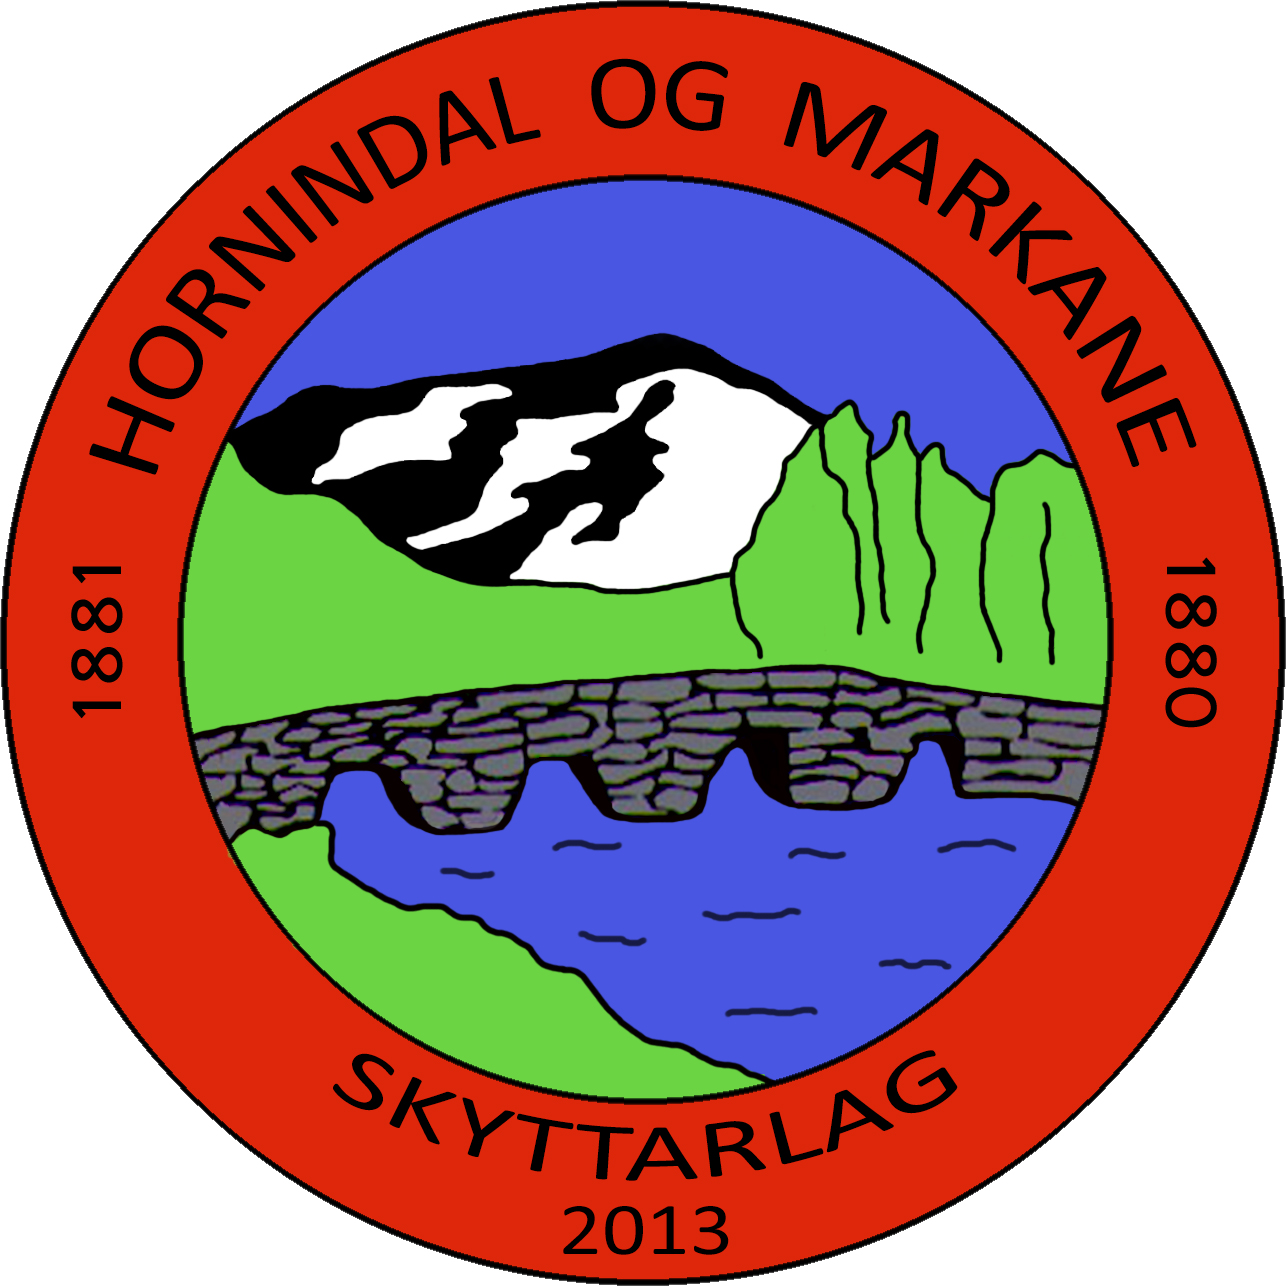 HORNINDAL OG MARKANE
1881
1880
SKYTTARLAG
2013